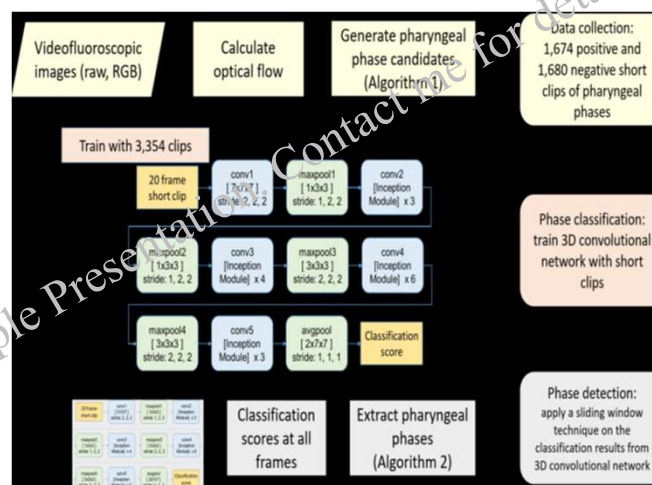 Videofluoroscopic
images (raw, RGB)
Calculate
optical flow
Generate pharyngeal
phase candidates
(Algorithm 1)
Data collection:
1,674 positive and
1,680 negative short
clips of pharyngeal
phases
ple Presentation. Contact me for det
Train with 3,354 clips
20 frame
short clip
conv1
[ 7x7x7 ]
stride: 2, 2, 2
maxpool1
[ 1x3x3 ]
stride: 1, 2, 2
conv2
[Inception
Module] x 3
maxpool2
[ 1x3x3 ]
stride: 1, 2, 2
conv3
[Inception
Module] x 4
maxpool3
[ 3x3x3 ]
stride: 2, 2, 2
conv4
[Inception
Module] x 6
maxpool4
[ 3x3x3 ]
stride: 2, 2, 2
conv5
[Inception
Module] x 3
avgpool
[ 2x7x7 ]
stride: 1, 1, 1
Classification
score
Phase classification:
train 3D convolutional
network with short
clips
Classification
scores at all
frames
Extract pharyngeal
phases
(Algorithm 2)
Phase detection:
apply a sliding window
technique on the
classification results from
3D convolutional network